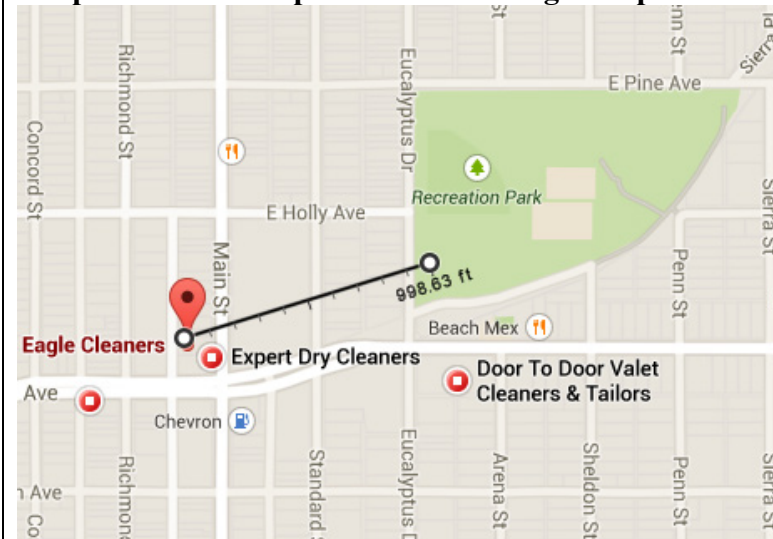 Richmond St
Eucalyptus Dr
E Pine Ave
Concord St
Recreation Park
E Holly Ave
Main St
Sierra St
Penn St
998.63 ft
Eagle Cleaners
Expert Dry Cleaners
Beach Mex
Door To Door Valet
Cleaners & Tailors
Ave
Chevron
Ave
Standard
Eucalyptus
Arena St
Sheldon St
Penn St
Sierra St